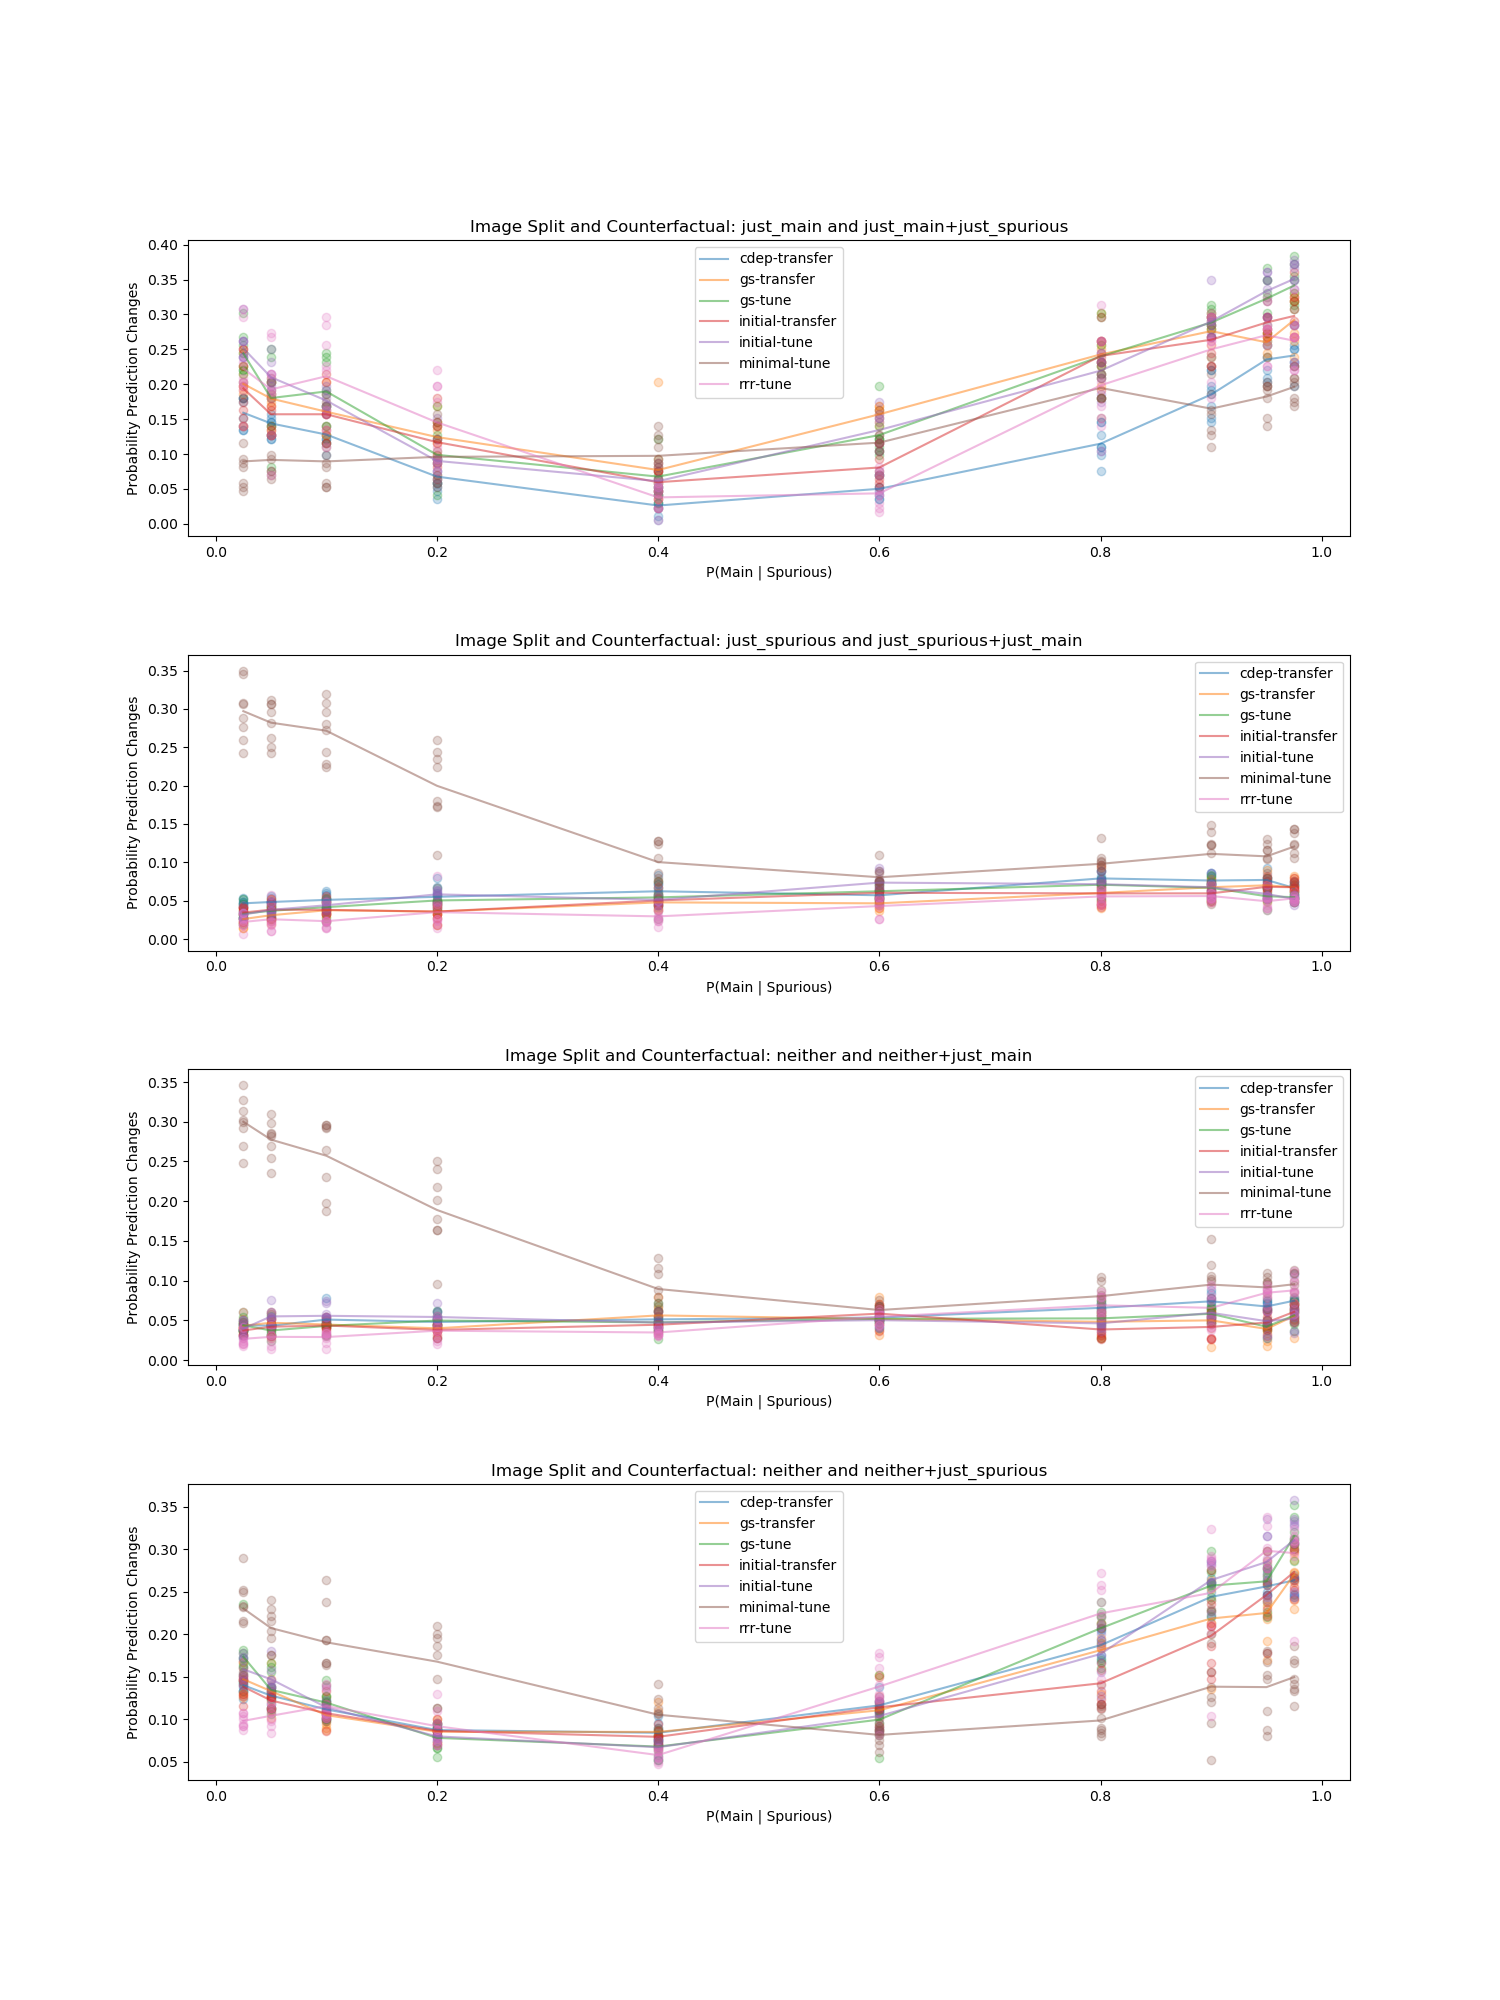 Image Split and Counterfactual: just_main and just_main+just_spurious
0.40
0.35
0.30
0.25
0.20
0.15
0.10
0.05
0.00
Probability Prediction Changes
cdep-transfer
gs-transfer
gs-tune
initial-transfer
initial-tune
minimal-tune
rrr-tune
0.0 0.2 0.4 0.6 0.8 1.0
P(Main | Spurious)
Image Split and Counterfactual: just_spurious and just_spurious+just_main
0.35
0.30
0.25
0.20
0.15
0.10
0.05
0.00
Probability Prediction Changes
cdep-transfer
gs-transfer
gs-tune
initial-transfer
initial-tune
minimal-tune
rrr-tune
0.0 0.2 0.4 0.6 0.8 1.0
P(Main | Spurious)
Image Split and Counterfactual: neither and neither+just_main
0.35
0.30
0.25
0.20
0.15
0.10
0.05
0.00
Probability Prediction Changes
cdep-transfer
gs-transfer
gs-tune
initial-transfer
initial-tune
minimal-tune
rrr-tune
0.0 0.2 0.4 0.6 0.8 1.0
P(Main | Spurious)
Image Split and Counterfactual: neither and neither+just_spurious
0.35
0.30
0.25
0.20
0.15
0.10
0.05
Probability Prediction Changes
cdep-transfer
gs-transfer
gs-tune
initial-transfer
initial-tune
minimal-tune
rrr-tune
0.0 0.2 0.4 0.6 0.8 1.0
P(Main | Spurious)